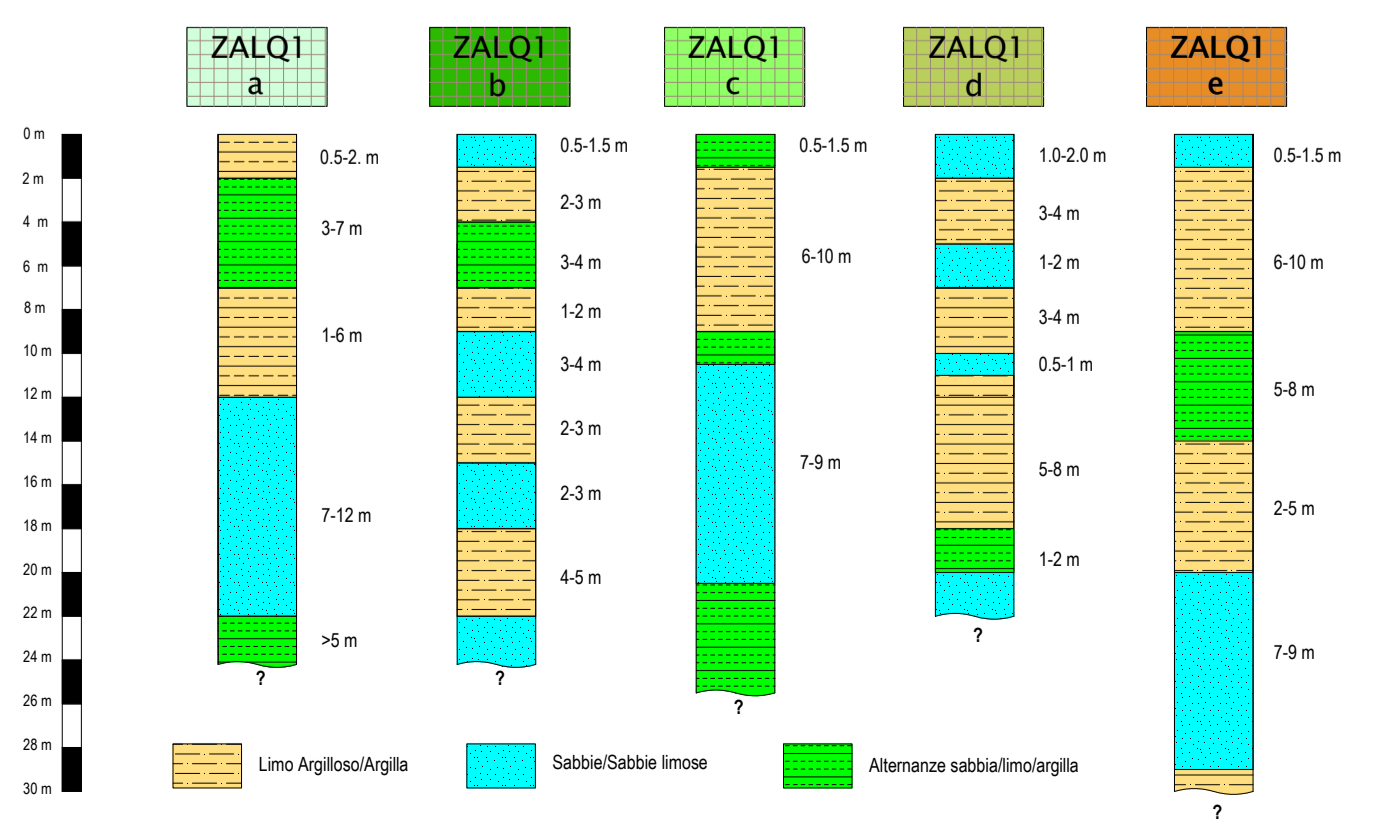 ZALQ1
a
ZALQ1
b
ZALQ1
c
ZALQ1
d
ZALQ1
e
0 m
2 m
4 m
6 m
8 m
10 m
12 m
14 m
16 m
18 m
20 m
22 m
24 m
26 m
28 m
30 m
0.5-2. m
3-7 m
1-6 m
7-12 m
>5 m
?
0.5-1.5 m
2-3 m
3-4 m
1-2 m
3-4 m
2-3 m
2-3 m
4-5 m
?
0.5-1.5 m
6-10 m
7-9 m
?
1.0-2.0 m
3-4 m
1-2 m
3-4 m
0.5-1 m
5-8 m
1-2 m
?
0.5-1.5 m
6-10 m
5-8 m
2-5 m
7-9 m
?
Limo Argilloso/Argilla
Sabbie/Sabbie limose
Alternanze sabbia/limo/argilla